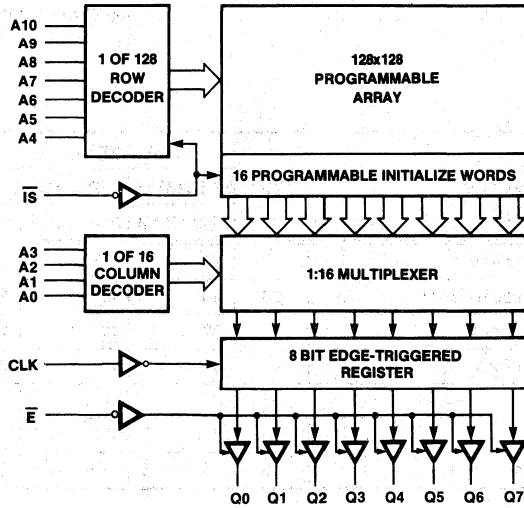 A10
A9
A8
A7
A6
A5
A4
1 OF 128
ROW
DECODER
128x128
PROGRAMMABLE
ARRAY
16 PROGRAMMABLE INITIALIZE WORDS
IS
A3
A2
A1
A0
1 OF 16
COLUMN
DECODER
1:16 MULTIPLEXER
CLK
8 BIT EDGE-TRIGGERED
REGISTER
E
Q0 Q1 Q2 Q3 Q4 Q5 Q6 Q7